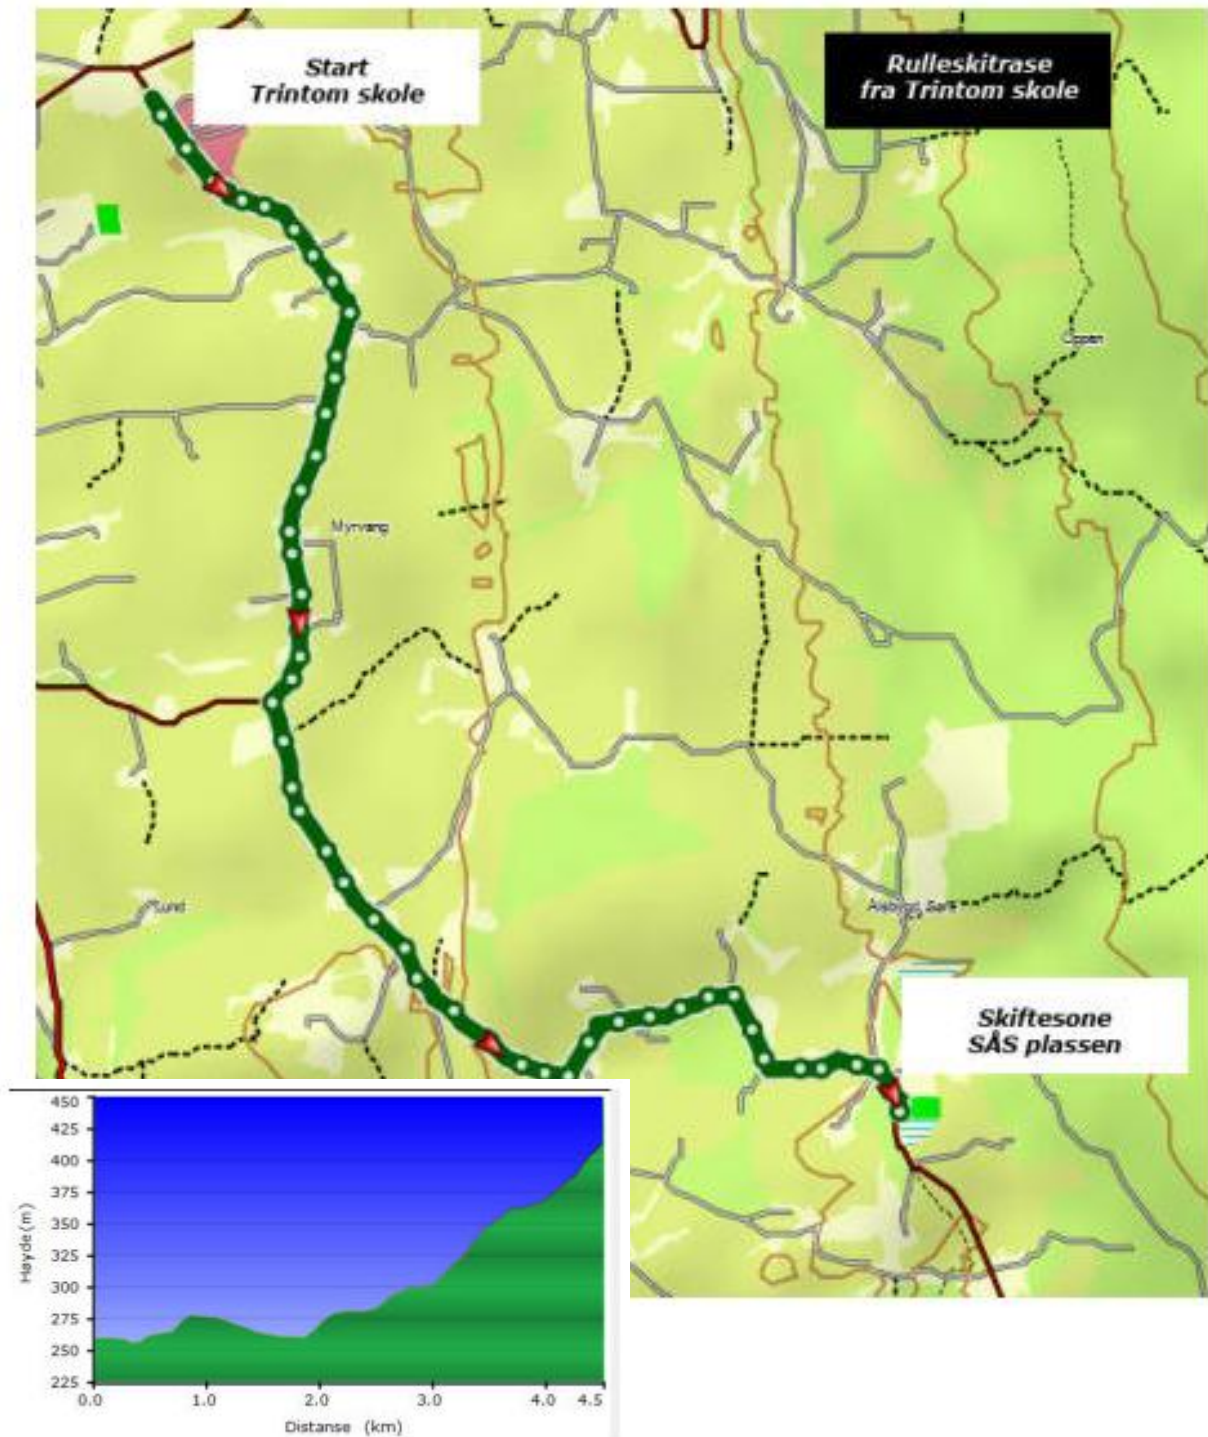 Start
Trintom skole
Rulleskitrase
fra Trintom skole
Oppen
Myrvang
Lund
Skiftesone
SÅS plassen
450
425
400
375
350
325
300
275
250
225
Høyde(m)
0.0 1.0 2.0 3.0 4.0 4.5
Distanse (km)